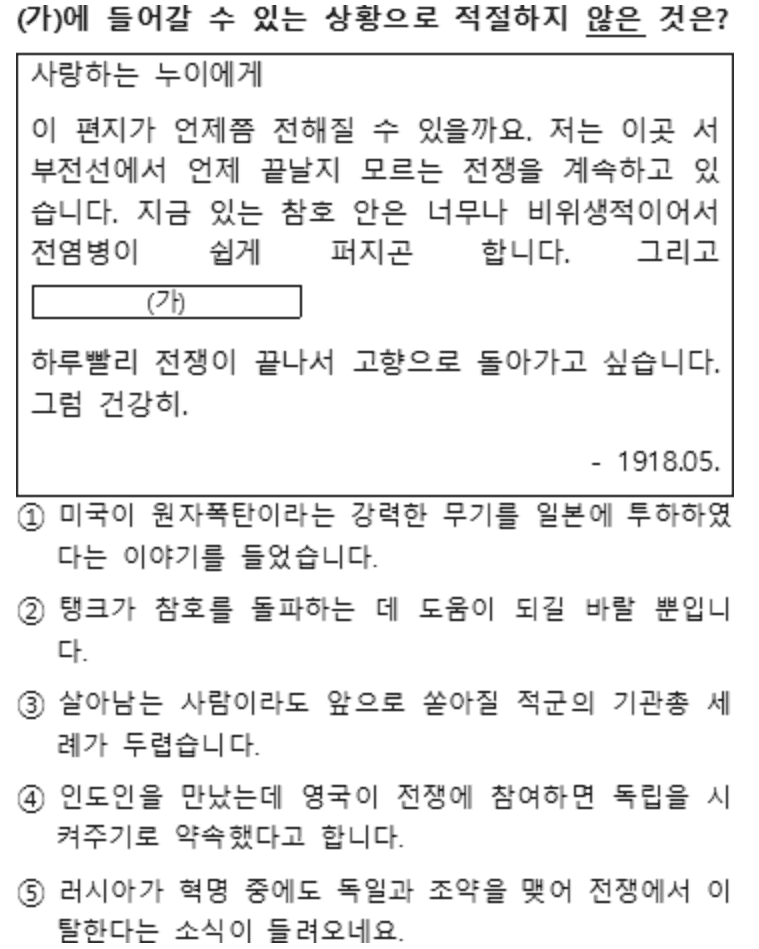 (가)에 들어갈 수 있는 상황으로 적절하지 않은 것은?
사랑하는 누이에게
이 편지가 언제쯤 전해질 수 있을까요. 저는 이곳 서
부전선에서 언제 끝날지 모르는 전쟁을 계속하고 있
습니다. 지금 있는 참호 안은 너무나 비위생적이어서
전염병이 쉽게 퍼지곤 합니다. 그리고
(가)
하루빨리 전쟁이 끝나서 고향으로 돌아가고 싶습니다.
그럼 건강히.
- 1918.05.
① 미국이 원자폭탄이라는 강력한 무기를 일본에 투하하였
다는 이야기를 들었습니다.
② 탱크가 참호를 돌파하는 데 도움이 되길 바랄 뿐입니
다.
③ 살아남는 사람이라도 앞으로 쏟아질 적군의 기관총 세
례가 두렵습니다.
④ 인도인을 만났는데 영국이 전쟁에 참여하면 독립을 시
켜주기로 약속했다고 합니다.
⑤ 러시아가 혁명 중에도 독일과 조약을 맺어 전쟁에서 이
탈한다는 소식이 들려오네요.